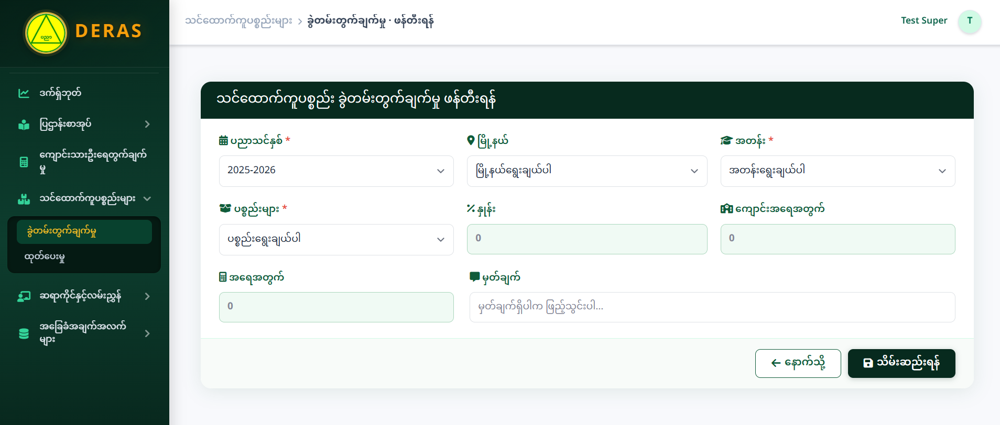 ပညာ
DERAS
ဒက်ရှ်ဘုတ်
ပြဋ္ဌာန်းစာအုပ်
ကျောင်းသားဦးရေတွက်ချက်
မှု
သင်ထောက်ကူပစ္စည်းများ
ခွဲတမ်းတွက်ချက်မှု
ထုတ်ပေးမှု
ဆရာကိုင်နှင့်လမ်းညွှန်
အခြေခံအချက်အလက်
များ
သင်ထောက်ကူပစ္စည်းများ > ခွဲတမ်းတွက်ချက်မှု · ဖန်တီးရန်
Test Super
T
သင်ထောက်ကူပစ္စည်း ခွဲတမ်းတွက်ချက်မှု ဖန်တီးရန်
ပညာသင်နှစ် *
မြို့နယ်
အတန်း *
2025-2026
မြို့နယ်ရွေးချယ်ပါ
အတန်းရွေးချယ်ပါ
ပစ္စည်းများ *
နှုန်း
ကျောင်းအရေအတွက်
ပစ္စည်းရွေးချယ်ပါ
0
0
အရေအတွက်
မှတ်ချက်
0
မှတ်ချက်ရှိပါက ဖြည့်သွင်းပါ...
နောက်သို့
သိမ်းဆည်းရန်